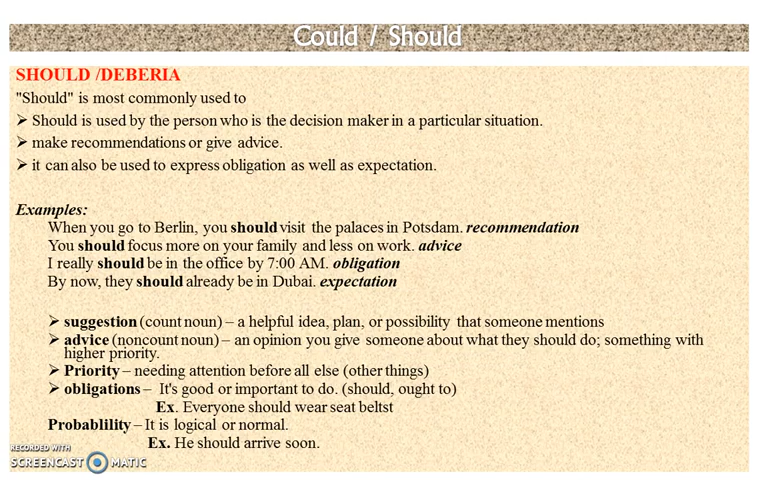 Could / Should
SHOULD /DEBERIA
"Should" is most commonly used to
➢ Should is used by the person who is the decision maker in a particular situation.
➢ make recommendations or give advice.
➢ it can also be used to express obligation as well as expectation.
Examples:
When you go to Berlin, you should visit the palaces in Potsdam. recommendation
You should focus more on your family and less on work. advice
I really should be in the office by 7:00 AM. obligation
By now, they should already be in Dubai. expectation
➢ suggestion (count noun) – a helpful idea, plan, or possibility that someone mentions
➢ advice (noncount noun) – an opinion you give someone about what they should do; something with
higher priority.
➢ Priority – needing attention before all else (other things)
➢ obligations – It's good or important to do. (should, ought to)
Ex. Everyone should wear seat beltst
Probablility – It is logical or normal.
Ex. He should arrive soon.
RECORDED WITH
SCREENCAST MATIC